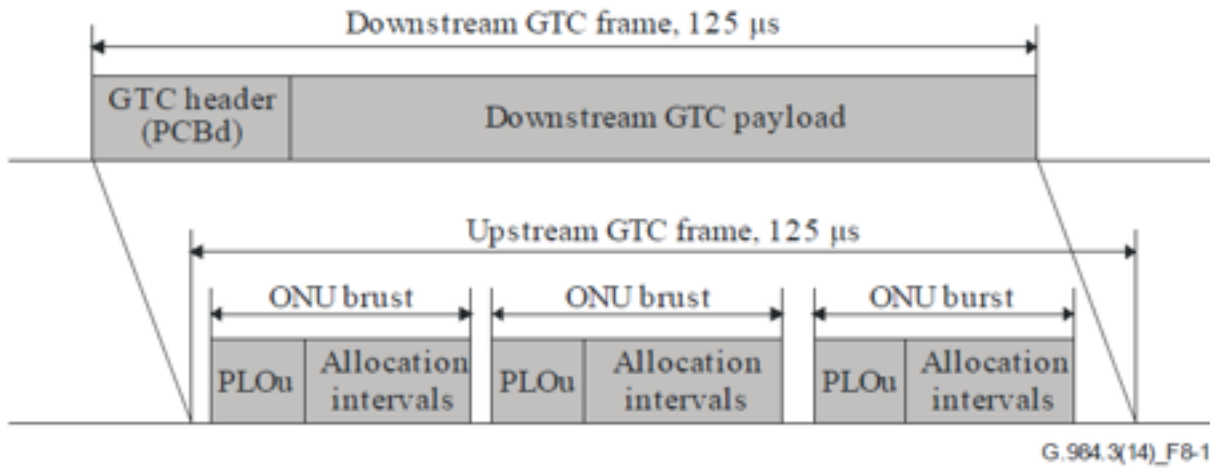 Downstream GTC frame, 125 μs
GTC header
(PCBd)
Downstream GTC payload
Upstream GTC frame, 125 μs
ONU brust
ONU brust
ONU burst
PLOu
Allocation
intervals
PLOu
Allocation
intervals
PLOu
Allocation
intervals
G.984.3(14)_F8-1